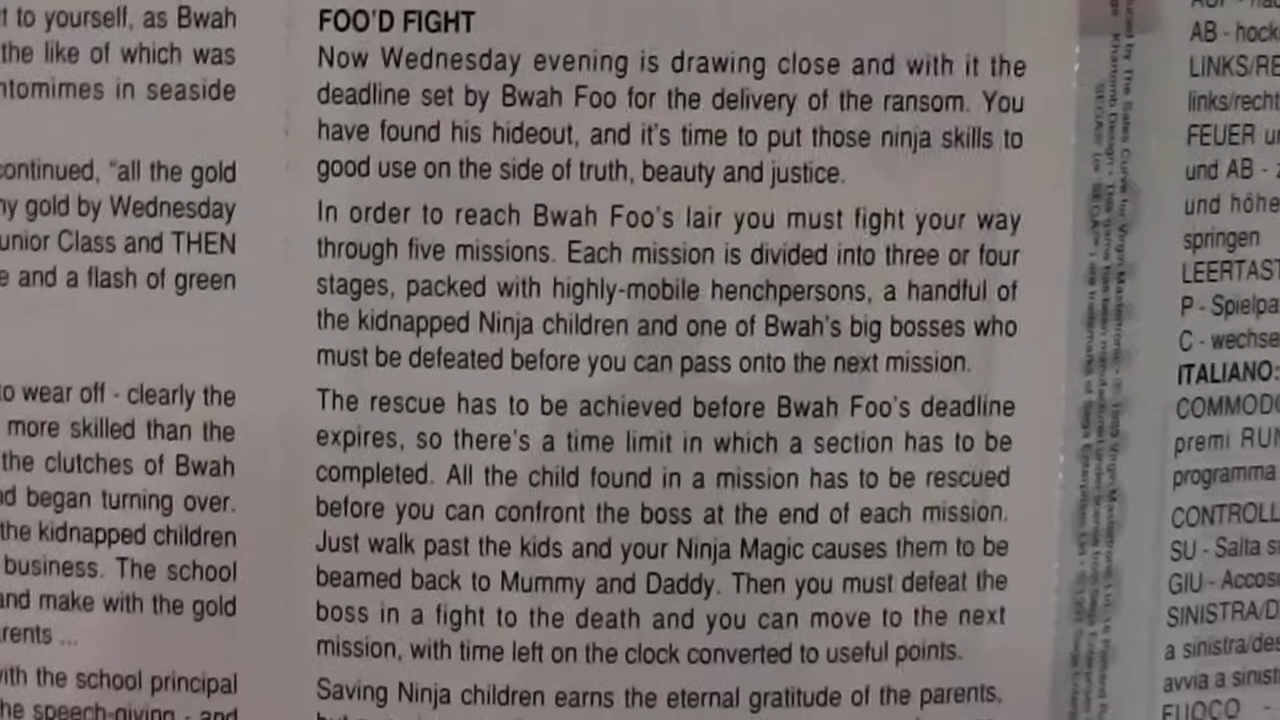 t to yourself, as Bwah
the like of which was
ntomimes in seaside
continued, "all the gold
ny gold by Wednesday
unior Class and THEN
e and a flash of green
to wear off - clearly the
more skilled than the
the clutches of Bwah
nd began turning over.
the kidnapped children
business. The school
and make with the gold
rents ...
with the school principal
he speech-giving - and
FOO'D FIGHT
Now Wednesday evening is drawing close and with it the
deadline set by Bwah Foo for the delivery of the ransom. You
have found his hideout, and it's time to put those ninja skills to
good use on the side of truth, beauty and justice.
In order to reach Bwah Foo's lair you must fight your way
through five missions. Each mission is divided into three or four
stages, packed with highly-mobile henchpersons, a handful of
the kidnapped Ninja children and one of Bwah's big bosses who
must be defeated before you can pass onto the next mission.
The rescue has to be achieved before Bwah Foo's deadline
expires, so there's a time limit in which a section has to be
completed. All the child found in a mission has to be rescued
before you can confront the boss at the end of each mission.
Just walk past the kids and your Ninja Magic causes them to be
beamed back to Mummy and Daddy. Then you must defeat the
boss in a fight to the death and you can move to the next
mission, with time left on the clock converted to useful points.
Saving Ninja children earns the eternal gratitude of the parents,
AB - hock
LINKS/RE
links/recht
FEUER u
und AB -
und höhe
springen
LEERTAST
P - Spielpa
C - wechse
ITALIANO:
COMMODO
premi RUN
programma
CONTROLL
SU - Salta s
GIU - Accos
SINISTRA/D
a sinistra/des
avvia a sinist
FUOCO -